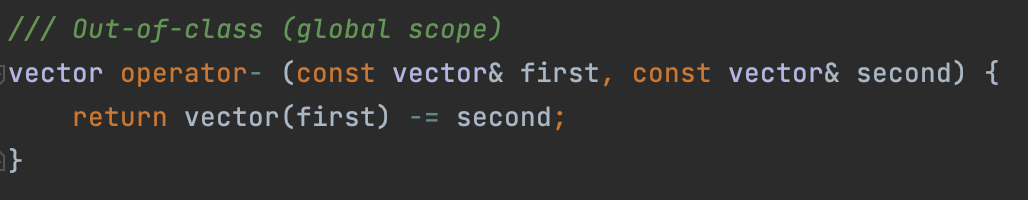 /// Out-of-class (global scope)
vector operator- (const vector& first, const vector& second) {
    return vector(first) -= second;
}